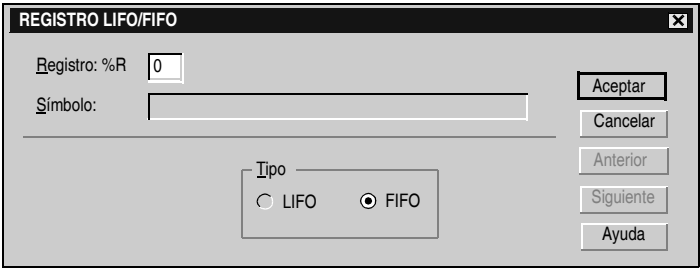 REGISTRO LIFO/FIFO
Registro: %R 0
Símbolo:
Tipo
LIFO FIFO
Aceptar
Cancelar
Anterior
Siguiente
Ayuda